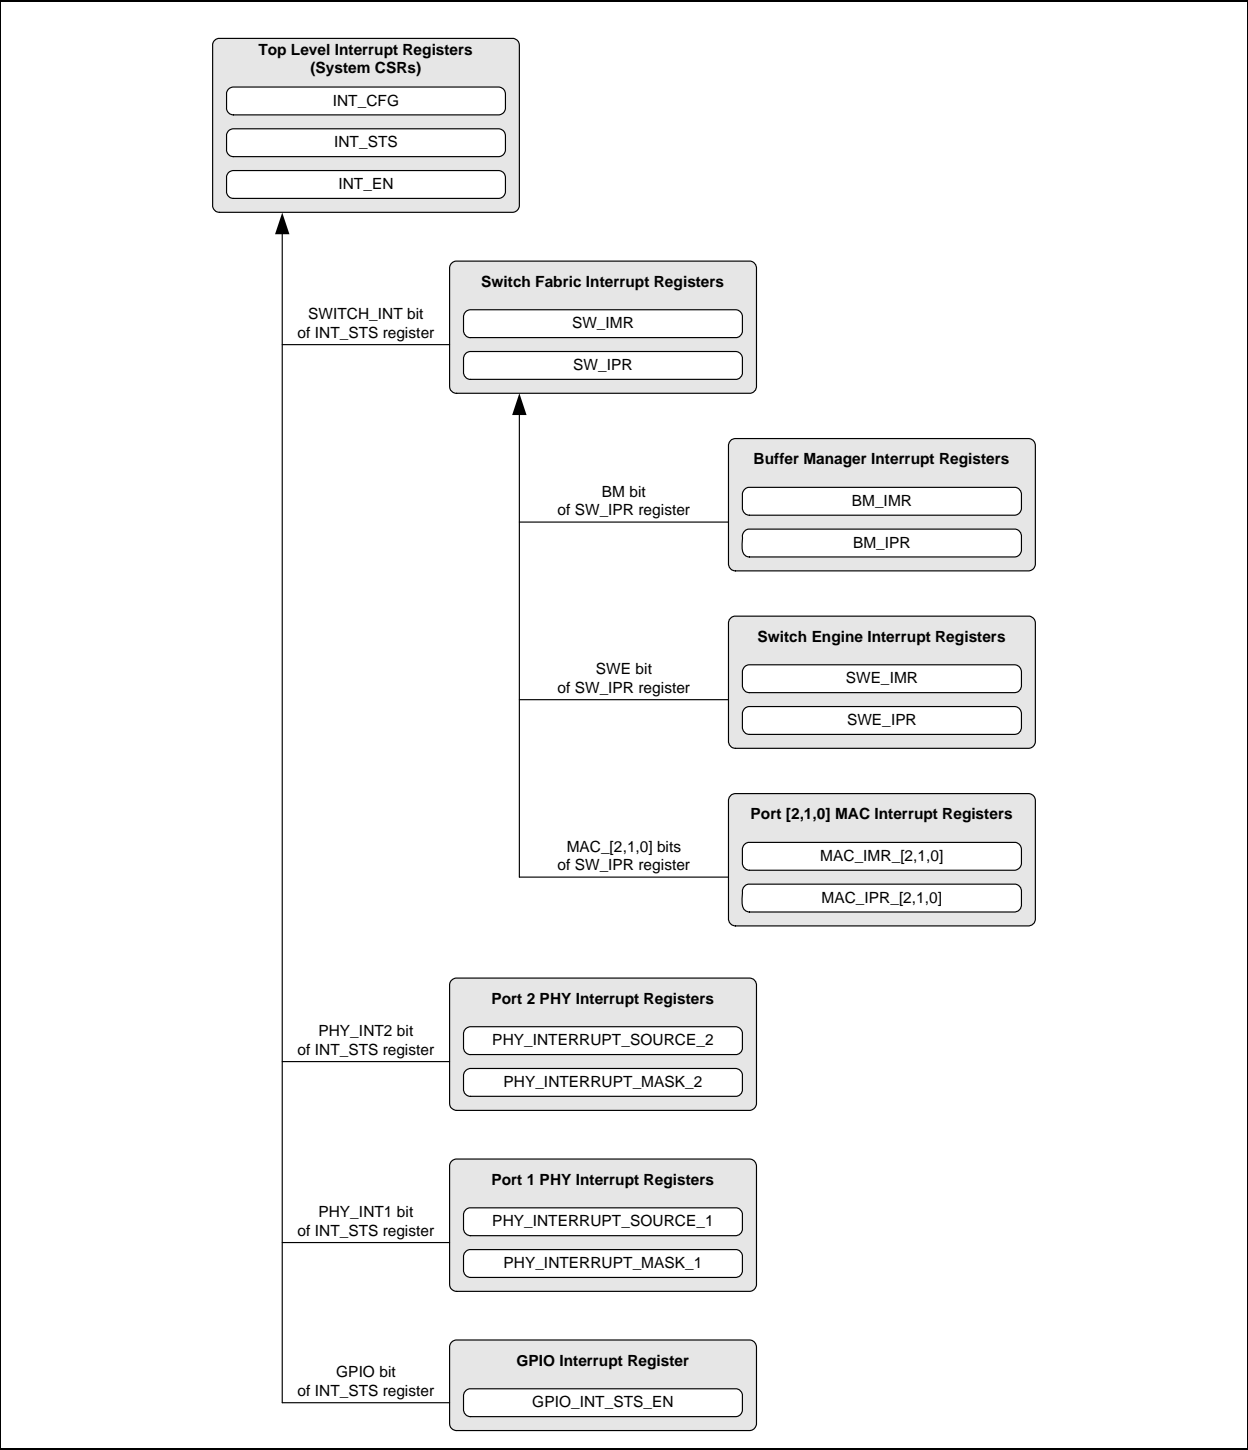 Top Level Interrupt Registers
(System CSRs)
INT_CFG
INT_STS
INT_EN
Switch Fabric Interrupt Registers
SW_IMR
SW_IPR
SWITCH_INT bit
of INT_STS register
Buffer Manager Interrupt Registers
BM_IMR
BM_IPR
BM bit
of SW_IPR register
Switch Engine Interrupt Registers
SWE_IMR
SWE_IPR
SWE bit
of SW_IPR register
Port [2,1,0] MAC Interrupt Registers
MAC_IMR_[2,1,0]
MAC_IPR_[2,1,0]
MAC_[2,1,0] bits
of SW_IPR register
Port 2 PHY Interrupt Registers
PHY_INTERRUPT_SOURCE_2
PHY_INTERRUPT_MASK_2
PHY_INT2 bit
of INT_STS register
Port 1 PHY Interrupt Registers
PHY_INTERRUPT_SOURCE_1
PHY_INTERRUPT_MASK_1
PHY_INT1 bit
of INT_STS register
GPIO Interrupt Register
GPIO_INT_STS_EN
GPIO bit
of INT_STS register